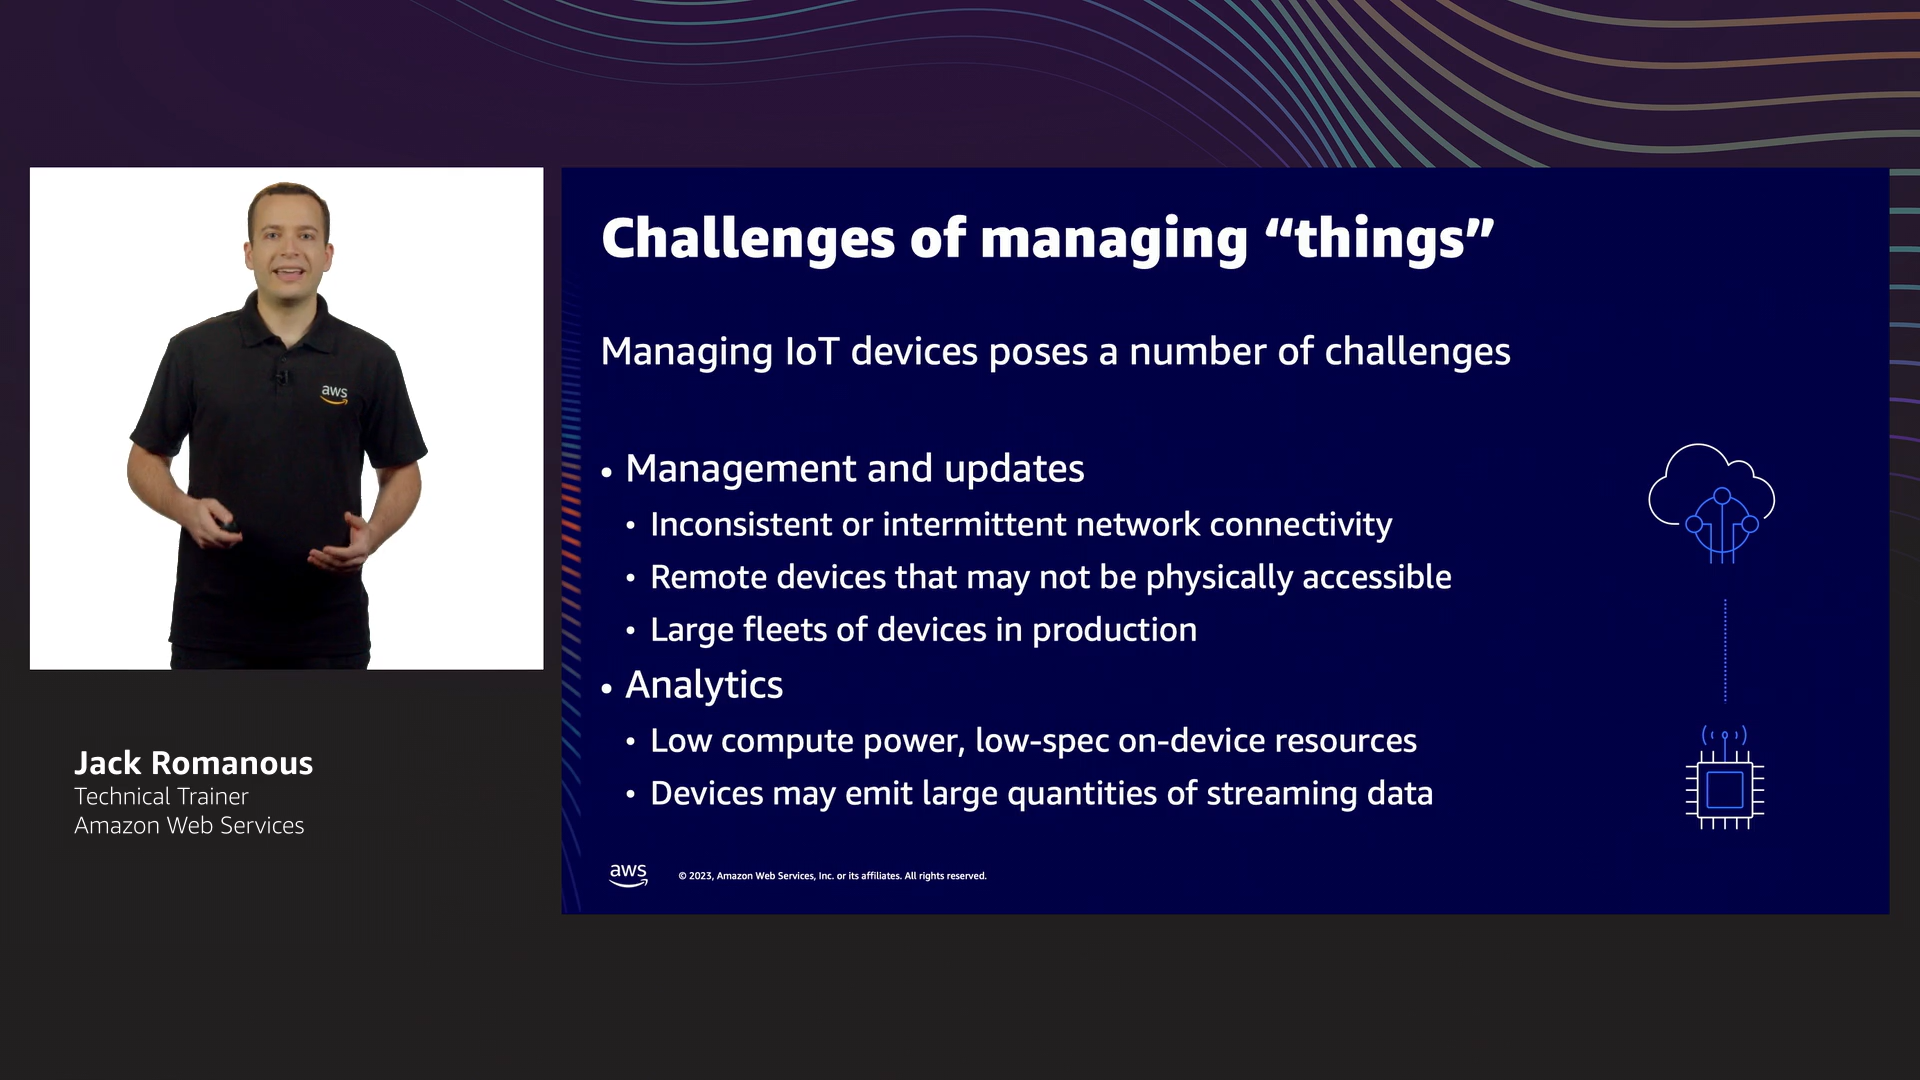 aws
Jack Romanous
Technical Trainer
Amazon Web Services
Challenges of managing “things”
Managing IoT devices poses a number of challenges
• Management and updates
• Inconsistent or intermittent network connectivity
• Remote devices that may not be physically accessible
• Large fleets of devices in production
• Analytics
• Low compute power, low-spec on-device resources
• Devices may emit large quantities of streaming data
aws
© 2023, Amazon Web Services, Inc. or its affiliates. All rights reserved.